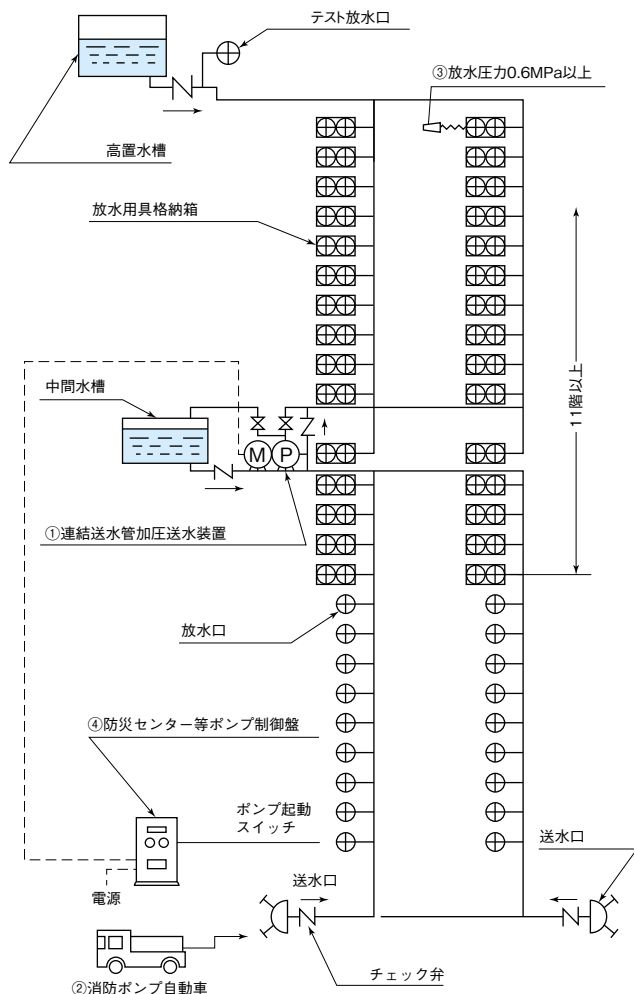 テスト放水口
③放水圧力0.6MPa以上
高置水槽
放水用具格納箱
11階以上
中間水槽
M
P
①連結送水管加圧送水装置
放水口
④防災センター等ポンプ制御盤
ポンプ起動
スイッチ
送水口
電源
送水口
チェック弁
②消防ポンプ自動車